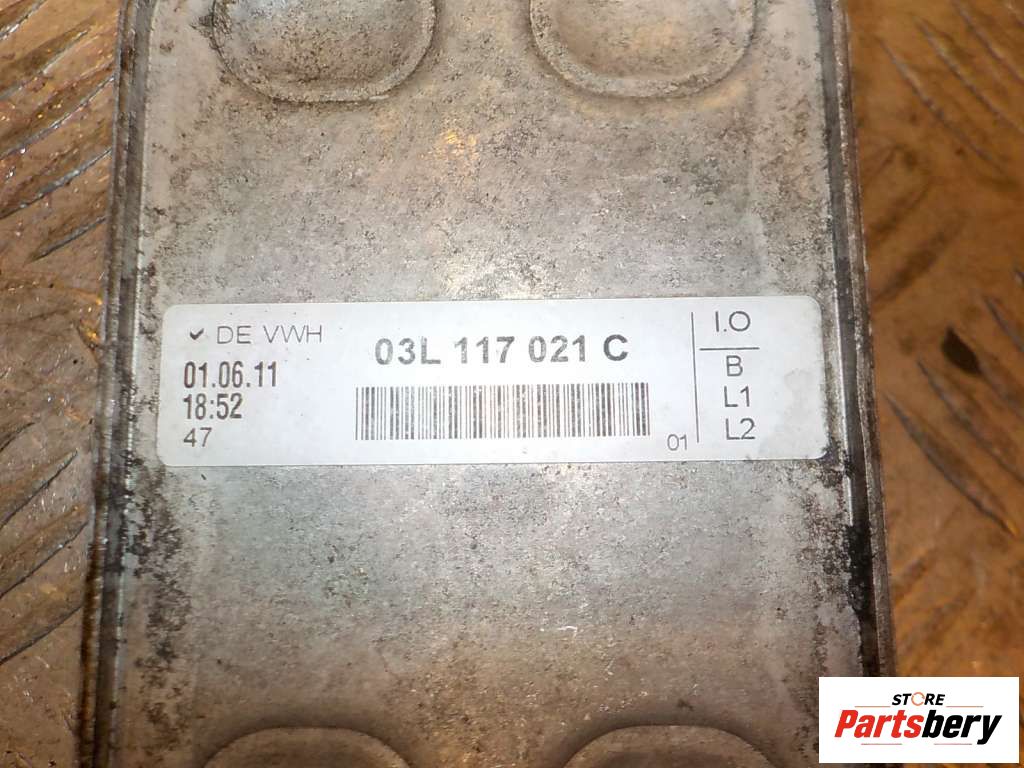 ✓ DE VWH
01.06.11
18:52
47
03L 117 021 C
01
I.O
B
L1
L2
STORE
Partsbery